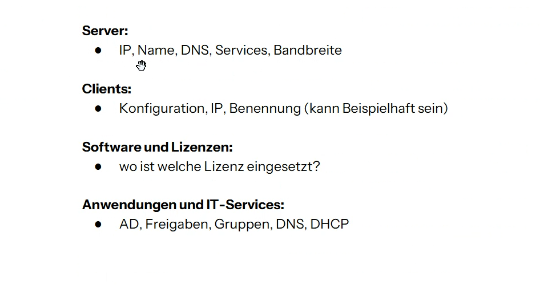 Server:
● IP, Name, DNS, Services, Bandbreite
Clients:
● Konfiguration, IP, Benennung (kann Beispielhaft sein)
Software und Lizenzen:
● wo ist welche Lizenz eingesetzt?
Anwendungen und IT-Services:
● AD, Freigaben, Gruppen, DNS, DHCP